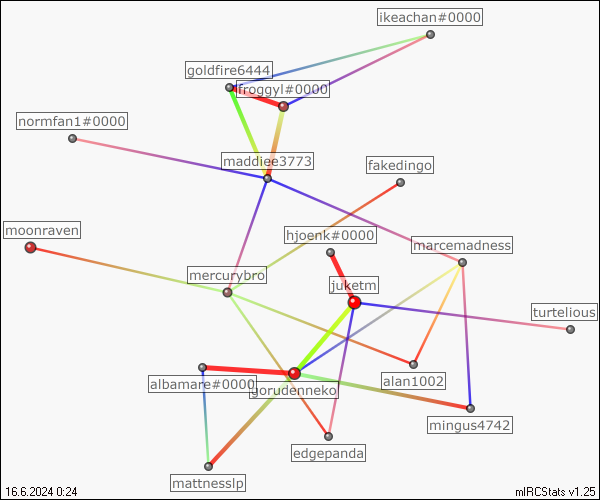 ikeachan#0000
goldfire6444
froggyl#0000
normfan1#0000
maddiee3773
fakedingo
moonraven
hjoenk#0000
marcemadness
mercurybro
juketm
turtelious
albamare#0000
gorudenneko
alan1002
mingus4742
edgepanda
mattnesslp
16.6.2024 0:24
mIRCStats v1.25